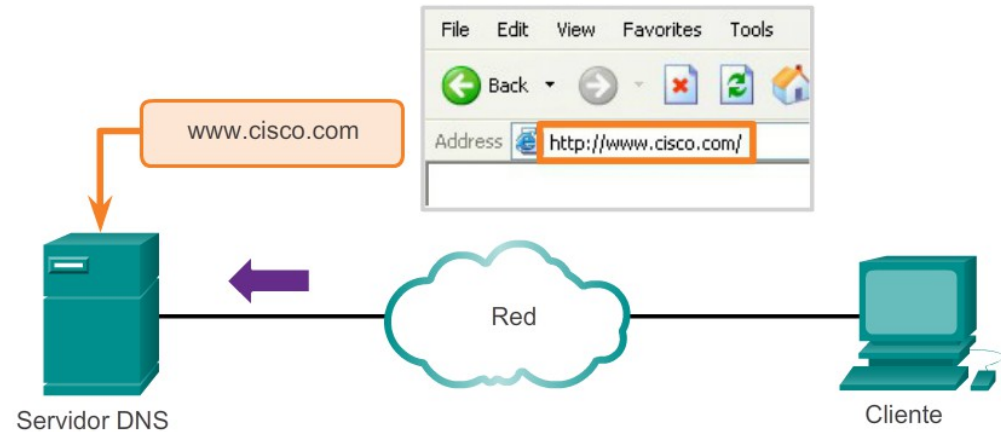 File Edit View Favorites Tools
Back
www.cisco.com
Address http://www.cisco.com/
Red
Servidor DNS
Cliente